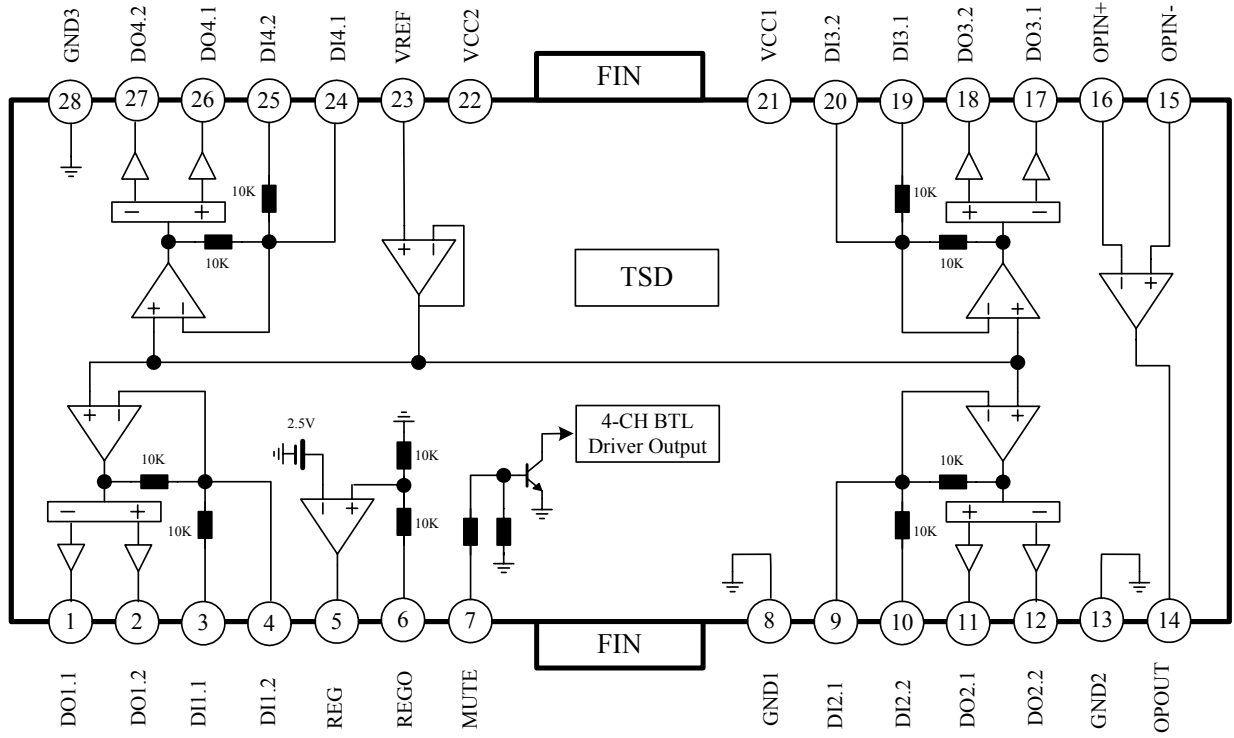 GND3
DO4.2
DO4.1
DI4.2
DI4.1
VREF
VCC2
VCC1
DI3.2
DI3.1
DO3.2
DO3.1
OPIN+
OPIN-
FIN
28
27
26
25
24
23
22
21
20
19
18
17
16
15
10K
10K
− +
+ −
+ −
10K
10K
+ −
− +
− +
TSD
+ −
2.5V
10K
10K
− +
− +
10K
10K
− +
4-CH BTL
Driver Output
− +
10K
10K
+ −
1
2
3
4
5
6
7
8
9
10
11
12
13
14
FIN
DO1.1
DO1.2
DI1.1
DI1.2
REG
REGO
MUTE
GND1
DI2.1
DI2.2
DO2.1
DO2.2
GND2
OPOUT